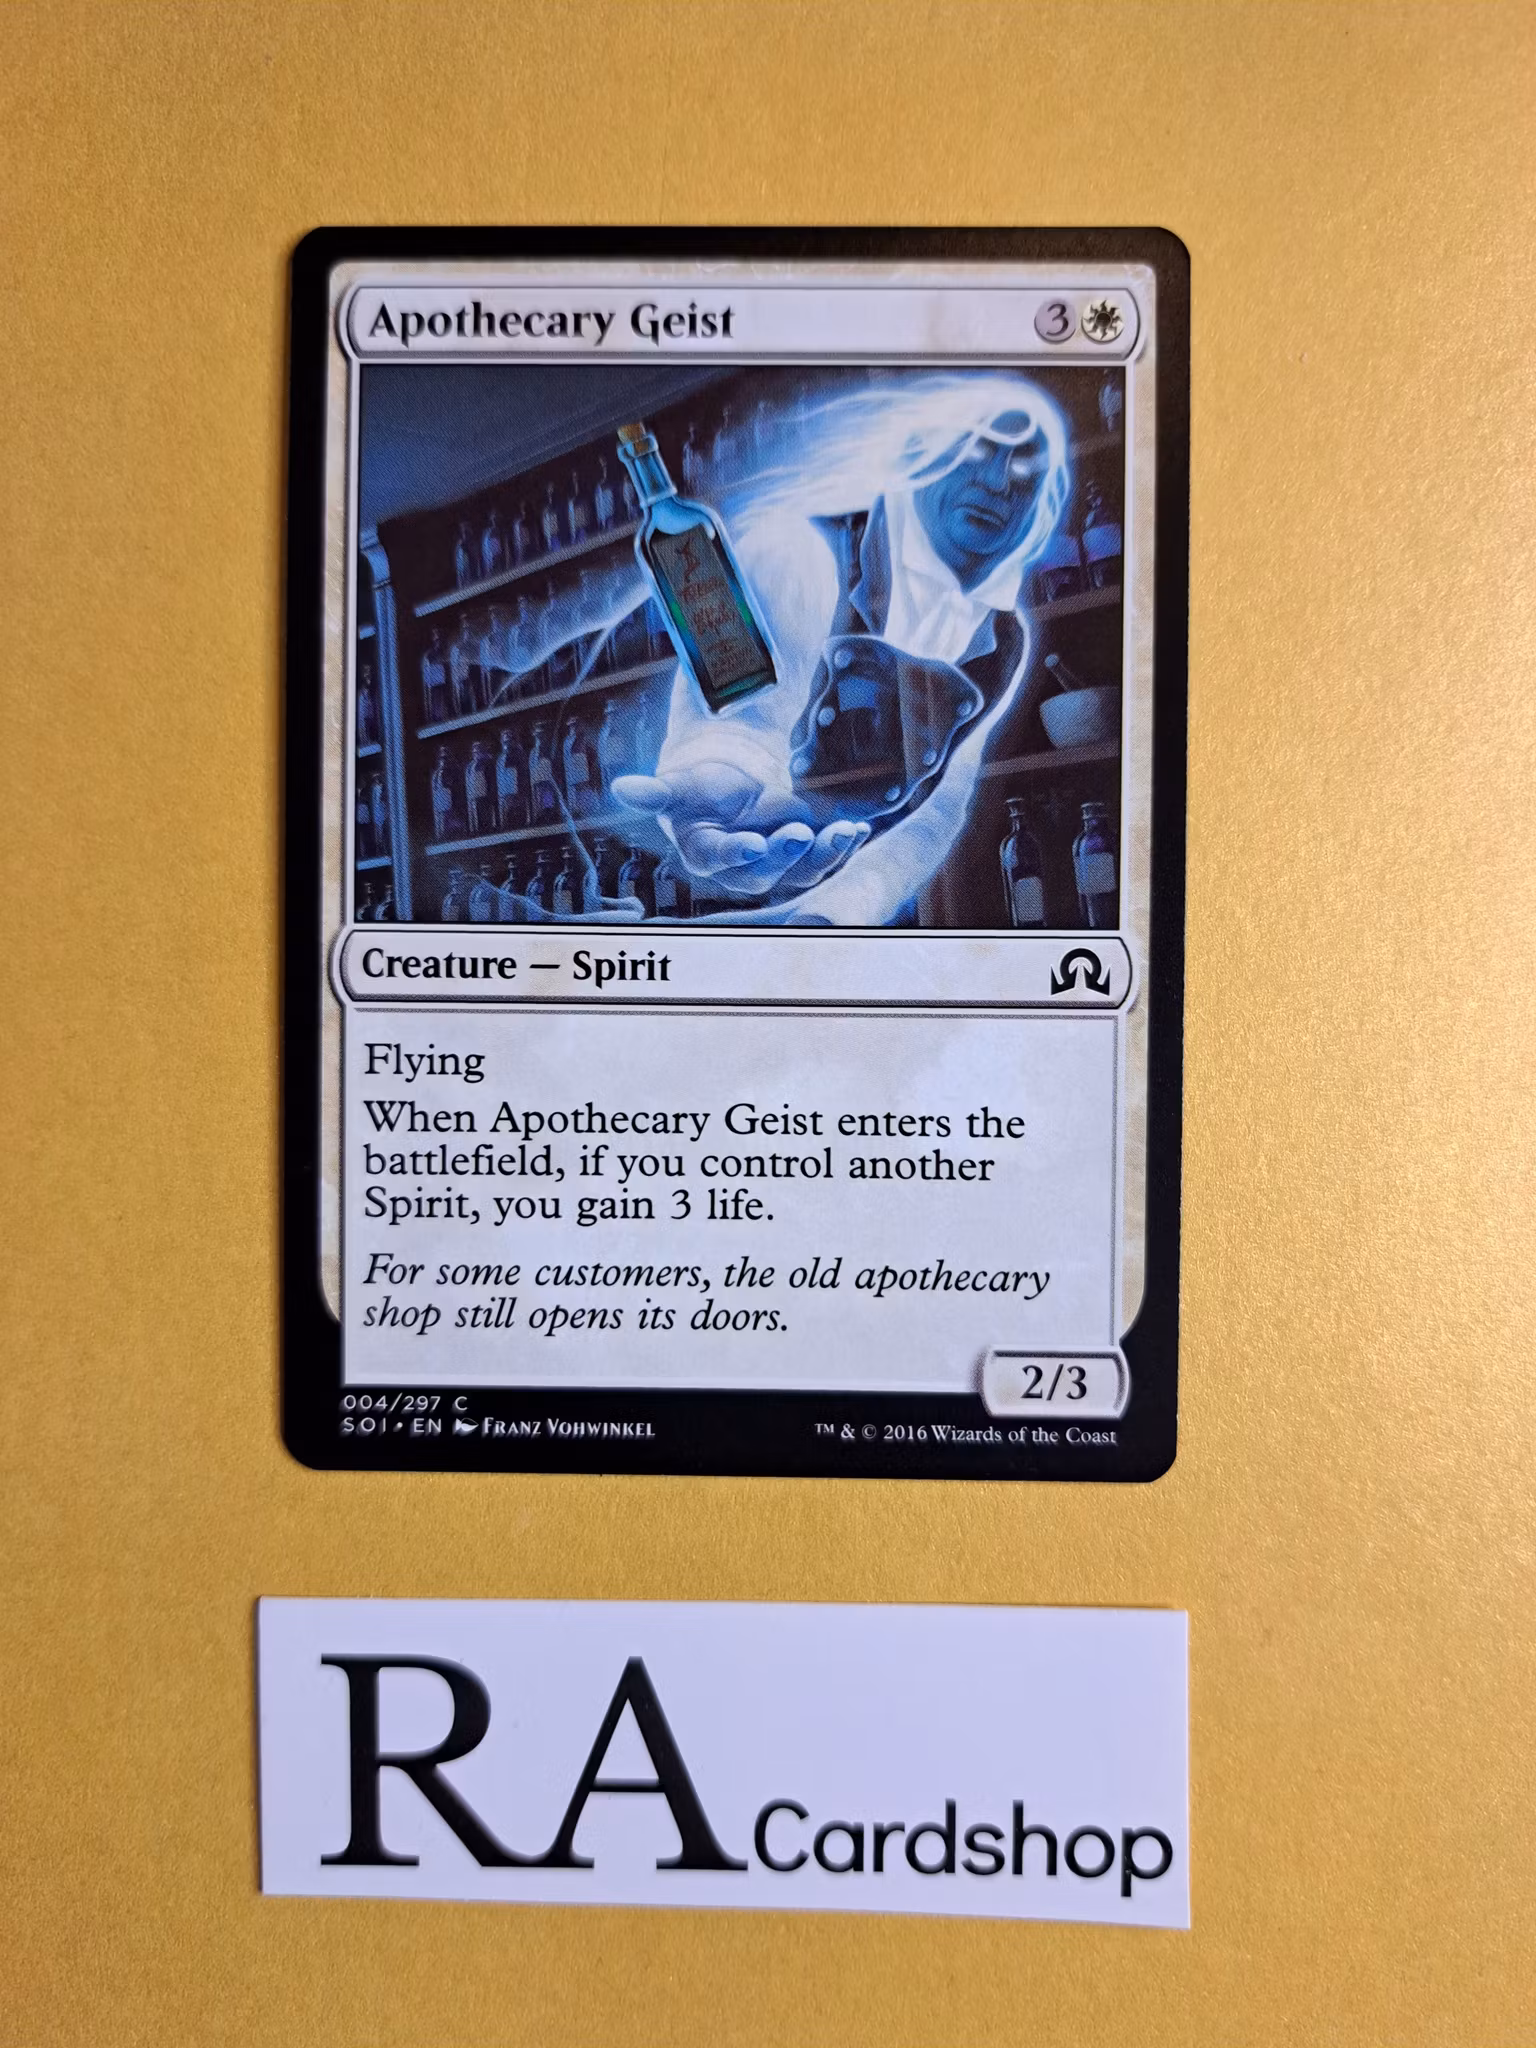 Apothecary Geist
3
Creature — Spirit
Flying
When Apothecary Geist enters the
battlefield, if you control another
Spirit, you gain 3 life.
For some customers, the old apothecary
shop still opens its doors.
2/3
004/297 C
SOI • EN Franz Vohwinkel
™ & © 2016 Wizards of the Coast
RA Cardshop